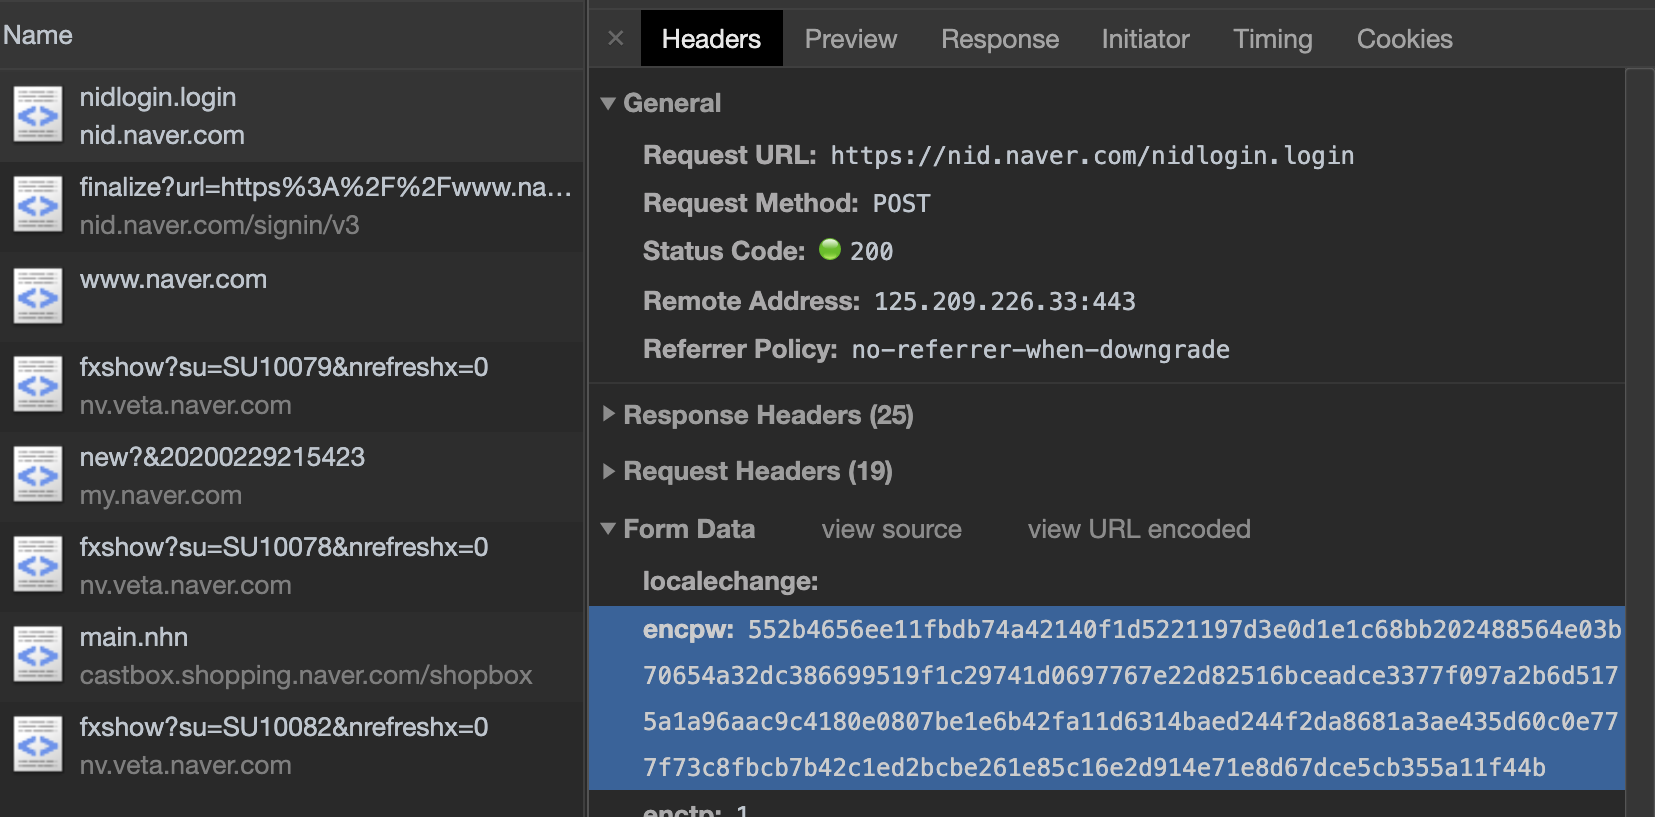 Name
nidlogin.login
nid.naver.com
finalize?url=https%3A%2F%2Fwww.na...
nid.naver.com/signin/v3
www.naver.com
fxshow?su=SU10079&nrefreshx=0
nv.veta.naver.com
new?&20200229215423
my.naver.com
fxshow?su=SU10078&nrefreshx=0
nv.veta.naver.com
main.nhn
castbox.shopping.naver.com/shopbox
fxshow?su=SU10082&nrefreshx=0
nv.veta.naver.com
× Headers Preview Response Initiator Timing Cookies
▼ General
Request URL: https://nid.naver.com/nidlogin.login
Request Method: POST
Status Code: 200
Remote Address: 125.209.226.33:443
Referrer Policy: no-referrer-when-downgrade
▶ Response Headers (25)
▶ Request Headers (19)
▼ Form Data view source view URL encoded
localechange:
encpw: 552b4656ee11fbdb74a42140f1d5221197d3e0d1e1c68bb202488564e03b
70654a32dc386699519f1c29741d0697767e22d82516bceadce3377f097a2b6d517
5a1a96aac9c4180e0807be1e6b42fa11d6314baed244f2da8681a3ae435d60c0e77
7f73c8fbcb7b42c1ed2bcbe261e85c16e2d914e71e8d67dce5cb355a11f44b
enctp: 1